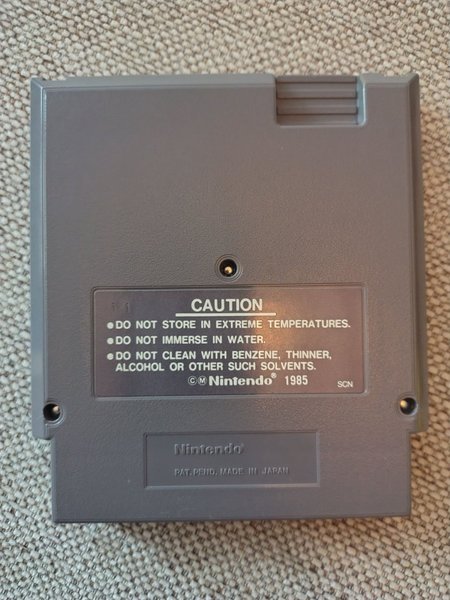 CAUTION
●DO NOT STORE IN EXTREME TEMPERATURES.
●DO NOT IMMERSE IN WATER.
●DO NOT CLEAN WITH BENZENE, THINNER,
ALCOHOL OR OTHER SUCH SOLVENTS.
©Ⓜ Nintendo® 1985
SCN
Nintendo®
PAT. PEND. MADE IN JAPAN